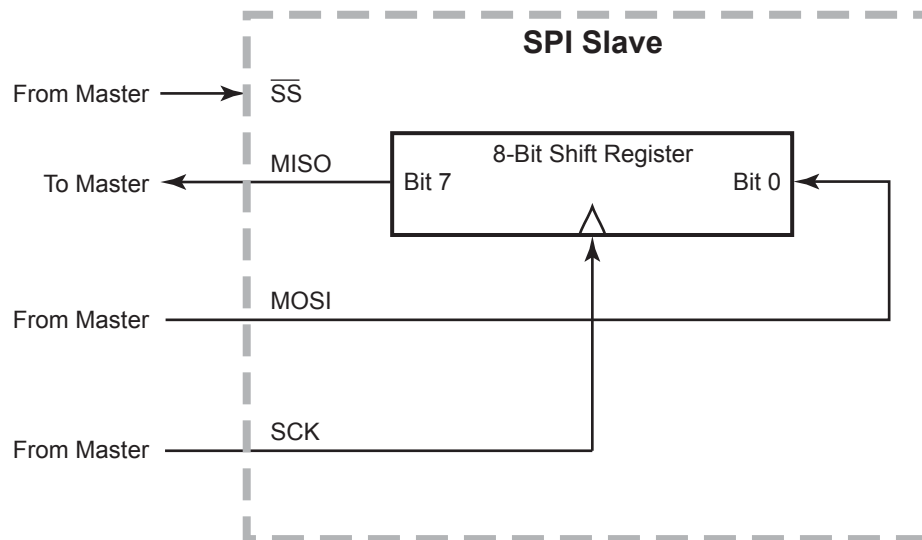 SPI Slave
From Master
S̅S̅
8-Bit Shift Register
MISO
To Master
Bit 7
Bit 0
MOSI
From Master
SCK
From Master